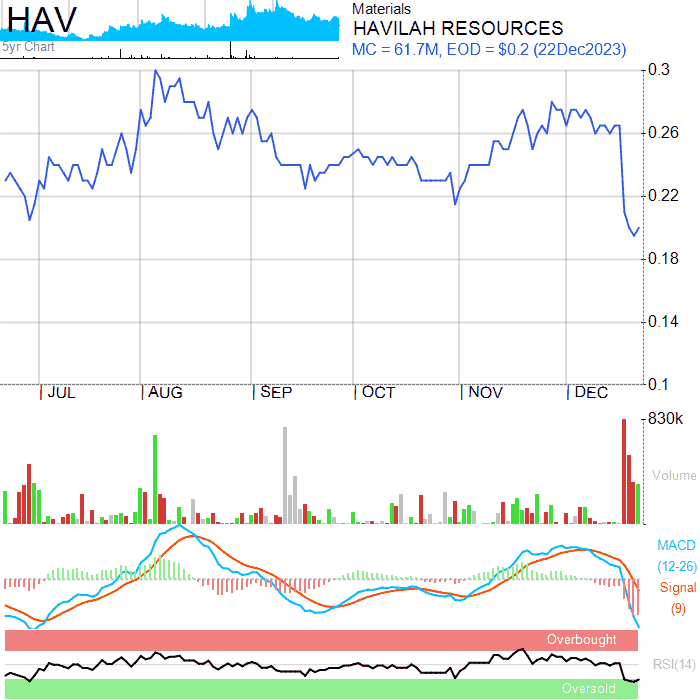 HAV
5yr Chart
Materials
HAVILAH RESOURCES
MC = 61.7M, EOD = $0.2 (22Dec2023)
0.3
0.26
0.22
0.18
0.14
0.1
JUL AUG SEP OCT NOV DEC
830k
Volume
MACD
(12-26)
Signal
(9)
Overbought
RSI(14)
Oversold